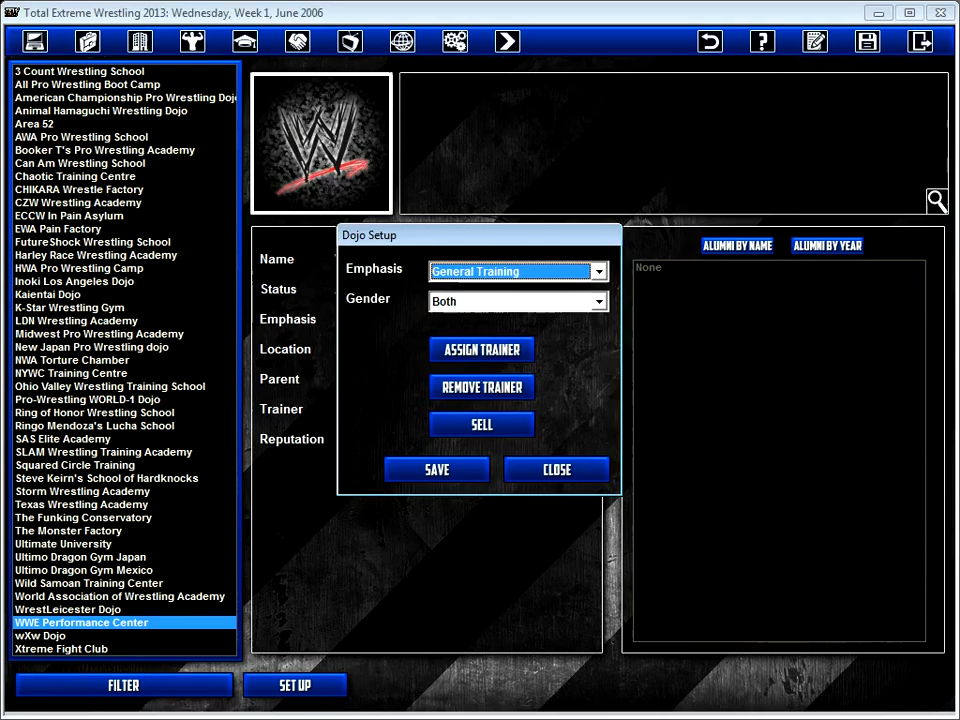 Total Extreme Wrestling 2013: Wednesday, Week 1, June 2006
3 Count Wrestling School
All Pro Wrestling Boot Camp
American Championship Pro Wrestling Doj
Animal Hamaguchi Wrestling Dojo
Area 52
AWA Pro Wrestling School
Booker T's Pro Wrestling Academy
Can Am Wrestling School
Chaotic Training Centre
CHIKARA Wrestle Factory
CZW Wrestling Academy
ECCW In Pain Asylum
EWA Pain Factory
FutureShock Wrestling School
Harley Race Wrestling Academy
HWA Pro Wrestling Camp
Inoki Los Angeles Dojo
Kaientai Dojo
K-Star Wrestling Gym
LDN Wrestling Academy
Midwest Pro Wrestling Academy
New Japan Pro Wrestling dojo
NWA Torture Chamber
NYWC Training Centre
Ohio Valley Wrestling Training School
Pro-Wrestling WORLD-1 Dojo
Ring of Honor Wrestling School
Ringo Mendoza's Lucha School
SAS Elite Academy
SLAM Wrestling Training Academy
Squared Circle Training
Steve Keirn's School of Hardknocks
Storm Wrestling Academy
Texas Wrestling Academy
The Funking Conservatory
The Monster Factory
Ultimate University
Ultimo Dragon Gym Japan
Ultimo Dragon Gym Mexico
Wild Samoan Training Center
World Association of Wrestling Academy
WrestLeicester Dojo
WWE Performance Center
wXw Dojo
Xtreme Fight Club
FILTER
SET UP
Name
Status
Emphasis
Location
Parent
Trainer
Reputation
Dojo Setup
Emphasis General Training
Gender Both
ASSIGN TRAINER
REMOVE TRAINER
SELL
SAVE CLOSE
ALUMNI BY NAME ALUMNI BY YEAR
None